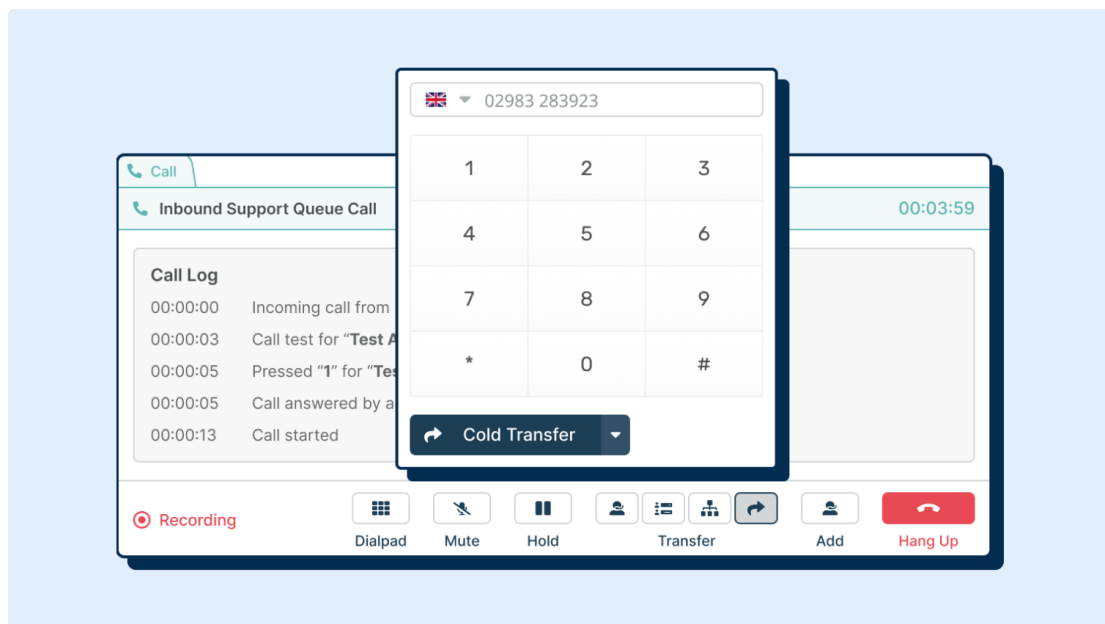 02983 283923
1 2 3
4 5 6
7 8 9
* 0 #
Cold Transfer
Call
Inbound Support Queue Call 00:03:59
Call Log
00:00:00 Incoming call from
00:00:03 Call test for “Test
00:00:05 Pressed “1” for
00:00:05 Call answered by
00:00:13 Call started
Recording
Dialpad Mute Hold Transfer Add Hang Up